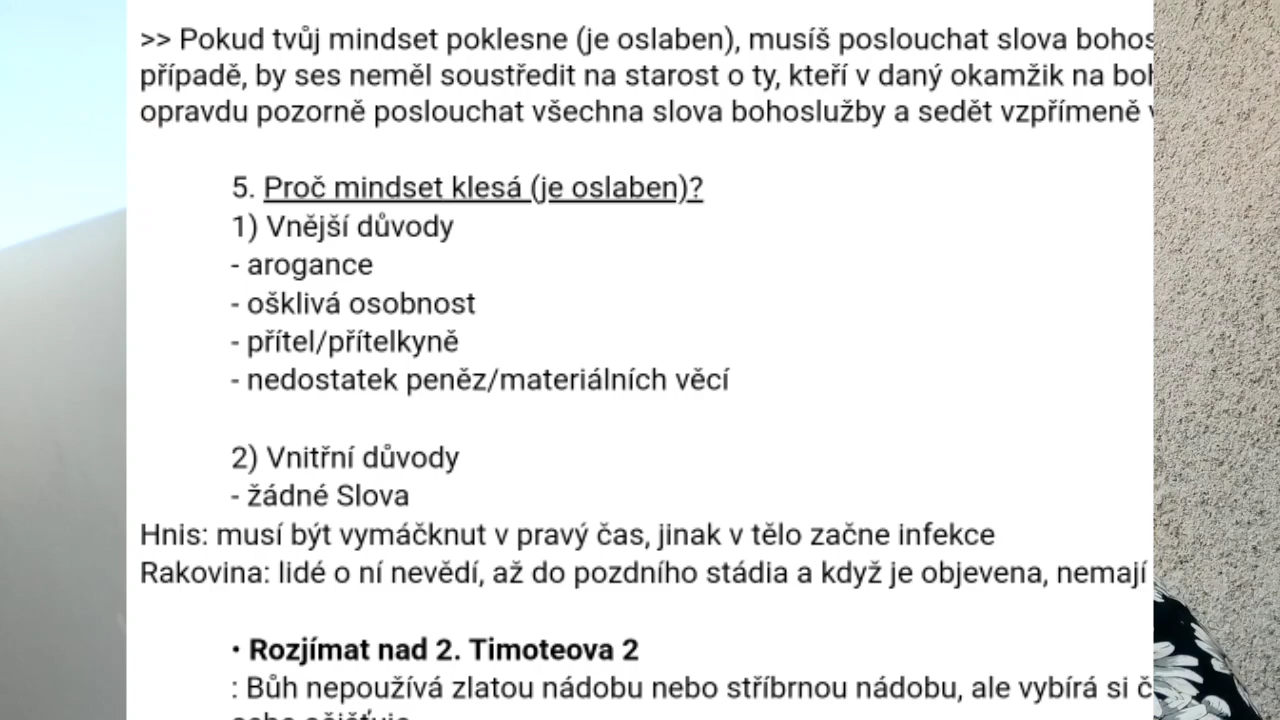 >> Pokud tvůj mindset poklesne (je oslaben), musíš poslouchat slova
případě, by ses neměl soustředit na starost o ty, kteří v daný okamžik na
opravdu pozorně poslouchat všechna slova bohoslužby a sedět vzpřímeně
5. Proč mindset klesá (je oslaben)?
1) Vnější důvody
- arogance
- ošklivá osobnost
- přítel/přítelkyně
- nedostatek peněz/materiálních věcí
2) Vnitřní důvody
- žádné Slova
Hnis: musí být vymáčknut v pravý čas, jinak v tělo začne infekce
Rakovina: lidé o ní nevědí, až do pozdního stádia a když je objevena, nemají
• Rozjímat nad 2. Timoteova 2
: Bůh nepoužívá zlatou nádobu nebo stříbrnou nádobu, ale vybírá si